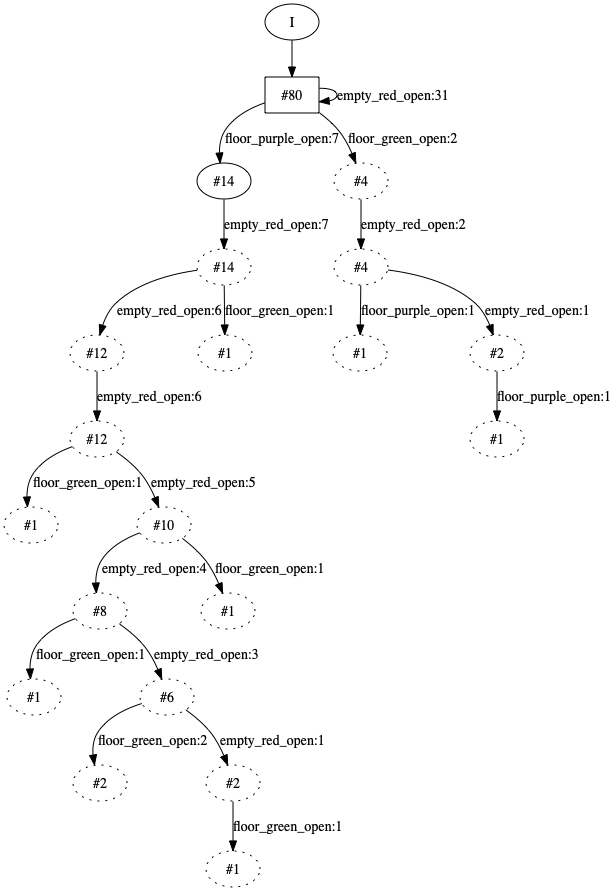 I
#80
empty_red_open:31
floor_purple_open:7
floor_green_open:2
#14
#4
empty_red_open:7
empty_red_open:2
#14
#4
empty_red_open:6
floor_green_open:1
floor_purple_open:1
empty_red_open:1
#12
#1
#1
#2
empty_red_open:6
floor_purple_open:1
#12
#1
floor_green_open:1
empty_red_open:5
#1
#10
empty_red_open:4
floor_green_open:1
#8
#1
floor_green_open:1
empty_red_open:3
#1
#6
floor_green_open:2
empty_red_open:1
#2
#2
floor_green_open:1
#1